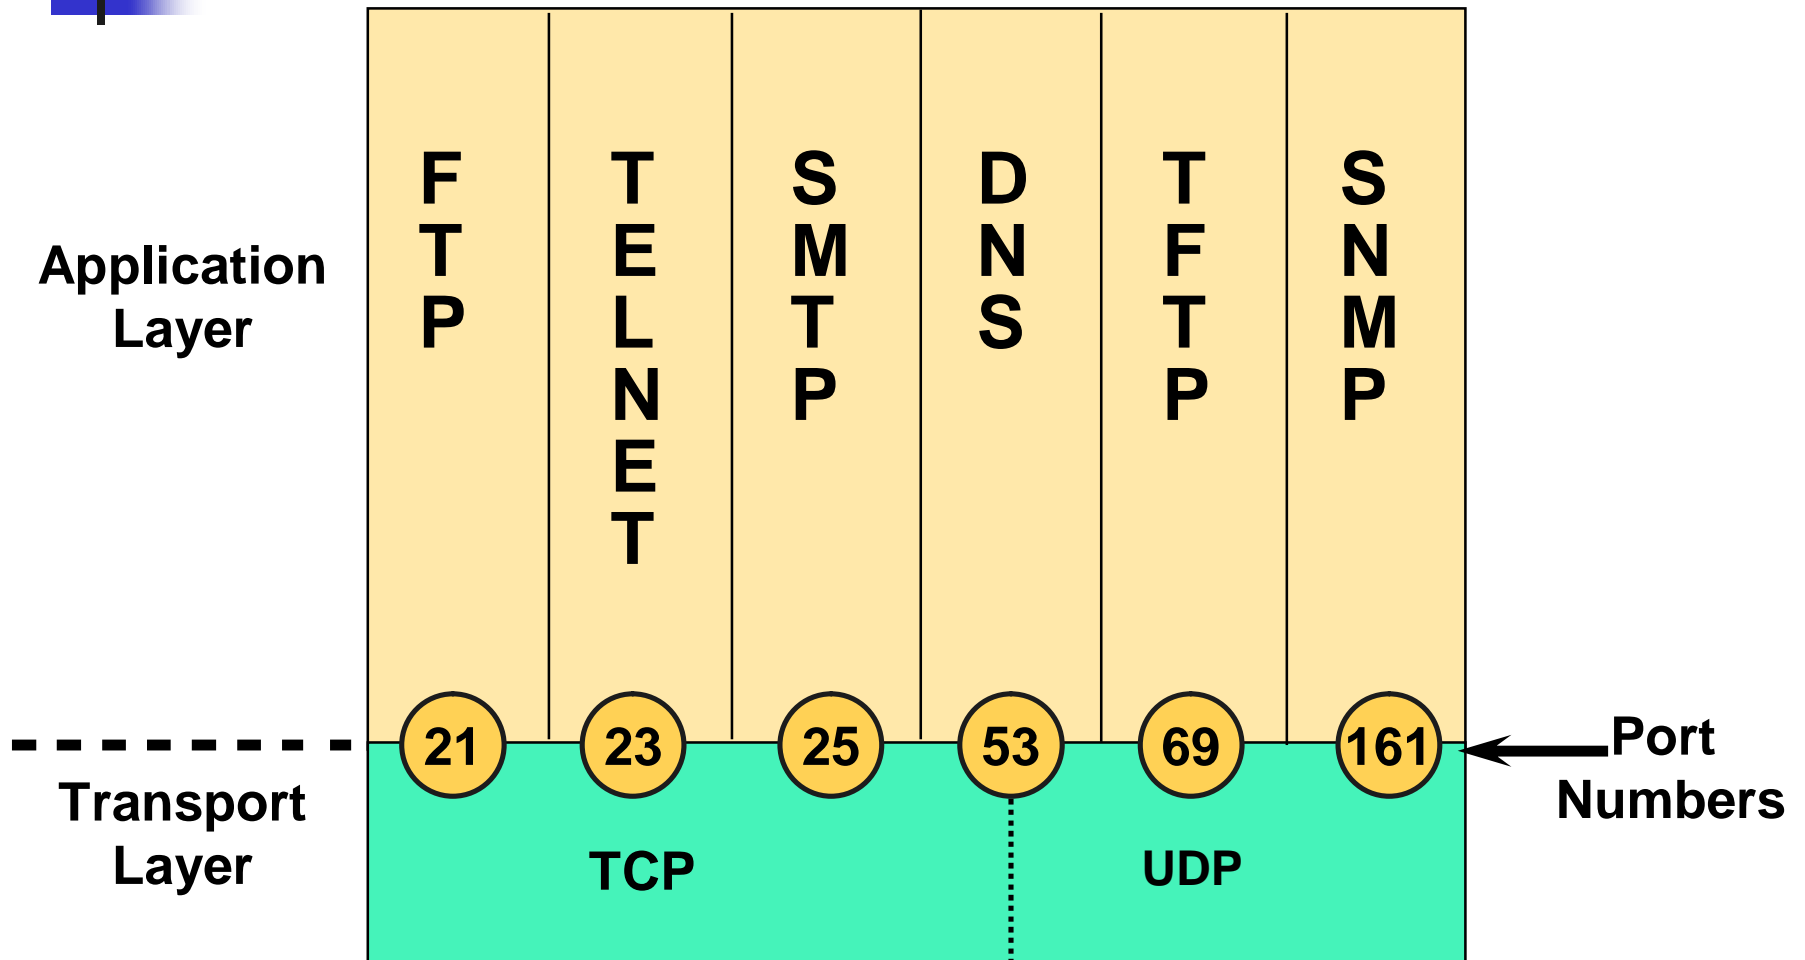 Application
Layer
FTP
TELNET
SMTP
DNS
TFTP
SNMP
21
23
25
53
69
161
Port
Numbers
Transport
Layer
TCP
UDP